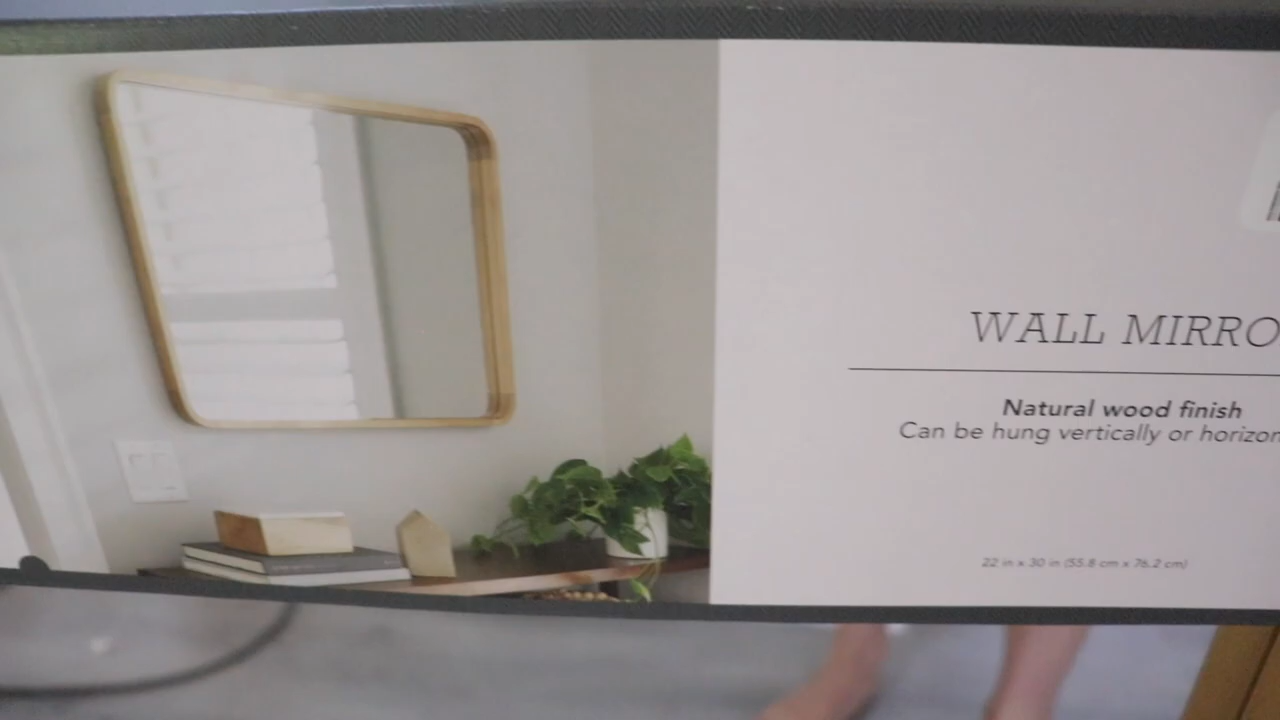 WALL MIRRO
Natural wood finish
Can be hung vertically or horizon
22 in x 30 in (55.8 cm x 76.2 cm)